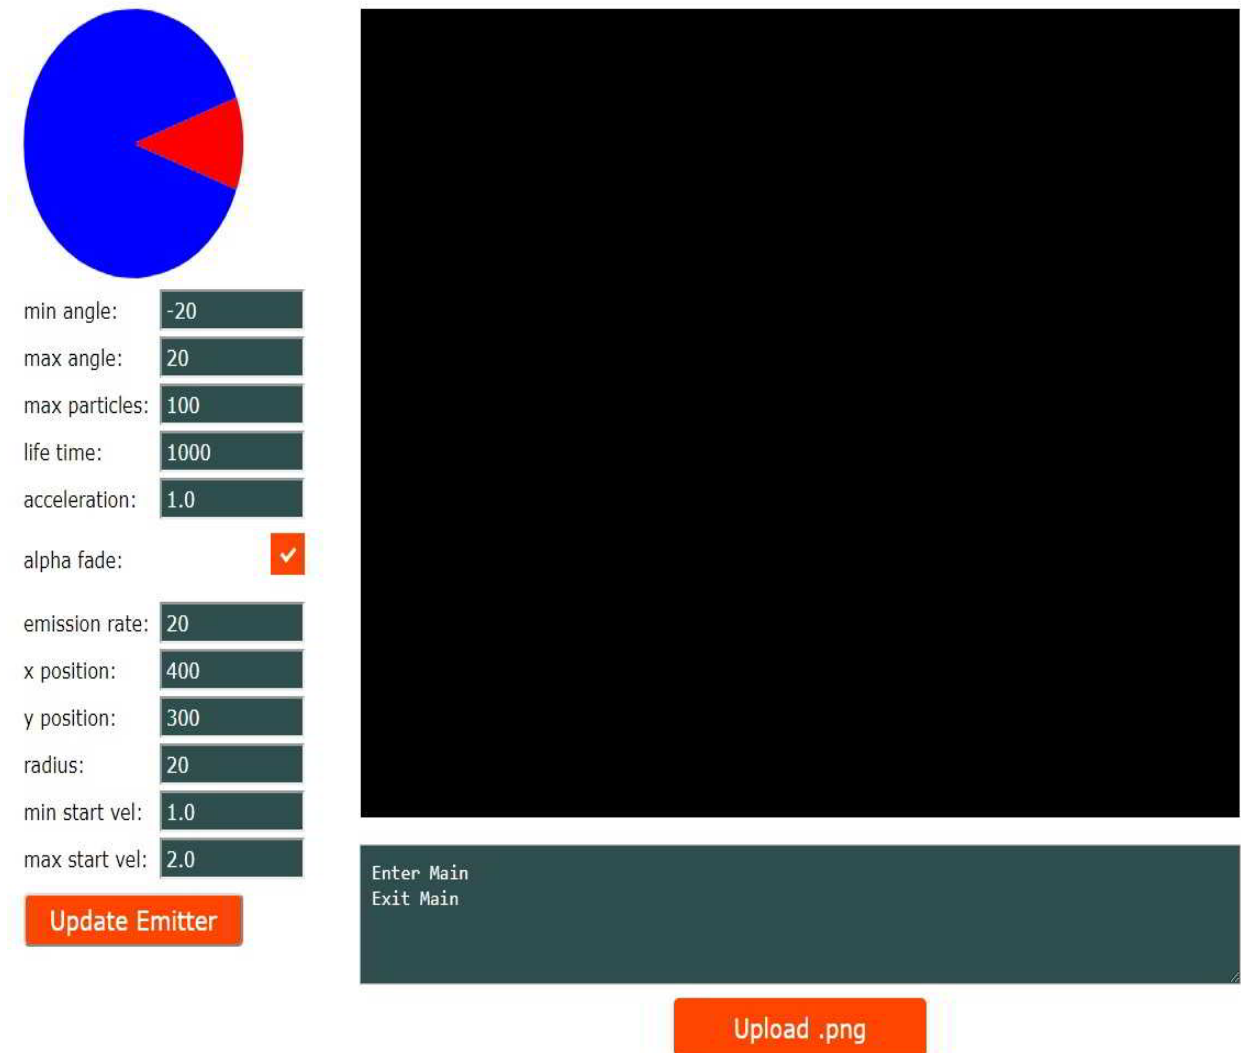 min angle: -20
max angle: 20
max particles: 100
life time: 1000
acceleration: 1.0
alpha fade:
emission rate: 20
x position: 400
y position: 300
radius: 20
min start vel: 1.0
max start vel: 2.0
Update Emitter
Enter Main
Exit Main
Upload .png